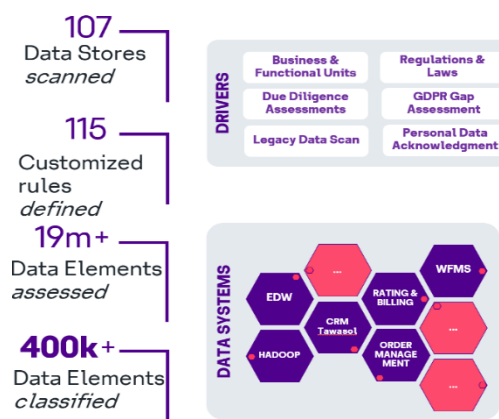 107
Data Stores
scanned
115
Customized
rules
defined
19m+
Data Elements
assessed
400k+
Data Elements
classified
DRIVERS
Business &
Functional Units
Regulations &
Laws
Due Diligence
Assessments
GDPR Gap
Assessment
Legacy Data Scan
Personal Data
Acknowledgment
DATA SYSTEMS
EDW
...
RATING &
BILLING
WFMS
HADOOP
CRM
Tawasol
ORDER
MANAGE
MENT
...
...